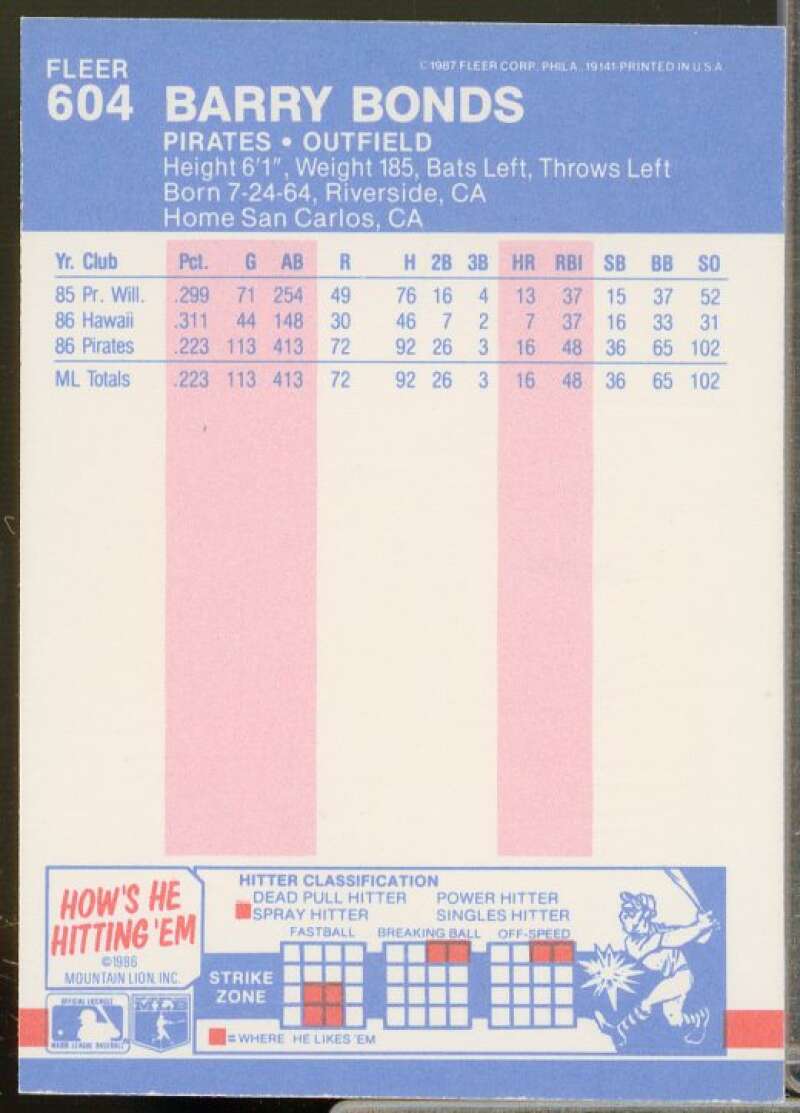 FLEER
©1987 FLEER CORP. PHILA., 19141-PRINTED IN U.S.A.
604 BARRY BONDS
PIRATES • OUTFIELD
Height 6'1", Weight 185, Bats Left, Throws Left
Born 7-24-64, Riverside, CA
Home San Carlos, CA
Yr. Club Pct. G AB R H 2B 3B HR RBI SB BB SO
85 Pr. Will. .299 71 254 49 76 16 4 13 37 15 37 52
86 Hawaii .311 44 148 30 46 7 2 7 37 16 33 31
86 Pirates .223 113 413 72 92 26 3 16 48 36 65 102
ML Totals .223 113 413 72 92 26 3 16 48 36 65 102
HOW'S HE
HITTING 'EM
©1986
MOUNTAIN LION, INC.
HITTER CLASSIFICATION
DEAD PULL HITTER POWER HITTER
SPRAY HITTER SINGLES HITTER
FASTBALL BREAKING BALL OFF-SPEED
STRIKE
ZONE
=WHERE HE LIKES 'EM
OFFICIAL LICENSEE
MAJOR LEAGUE BASEBALL